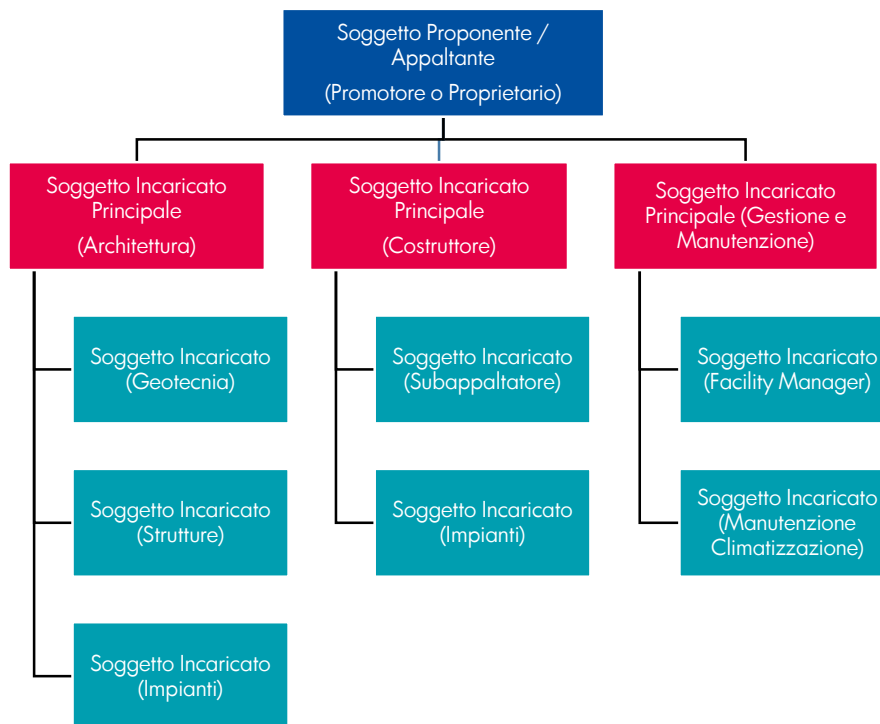 Soggetto Proponente /
Appaltante
(Promotore o Proprietario)
Soggetto Incaricato
Principale
(Architettura)
Soggetto Incaricato
Principale
(Costruttore)
Soggetto Incaricato
Principale (Gestione e
Manutenzione)
Soggetto Incaricato
(Geotecnia)
Soggetto Incaricato
(Subappaltatore)
Soggetto Incaricato
(Facility Manager)
Soggetto Incaricato
(Strutture)
Soggetto Incaricato
(Impianti)
Soggetto Incaricato
(Manutenzione
Climatizzazione)
Soggetto Incaricato
(Impianti)